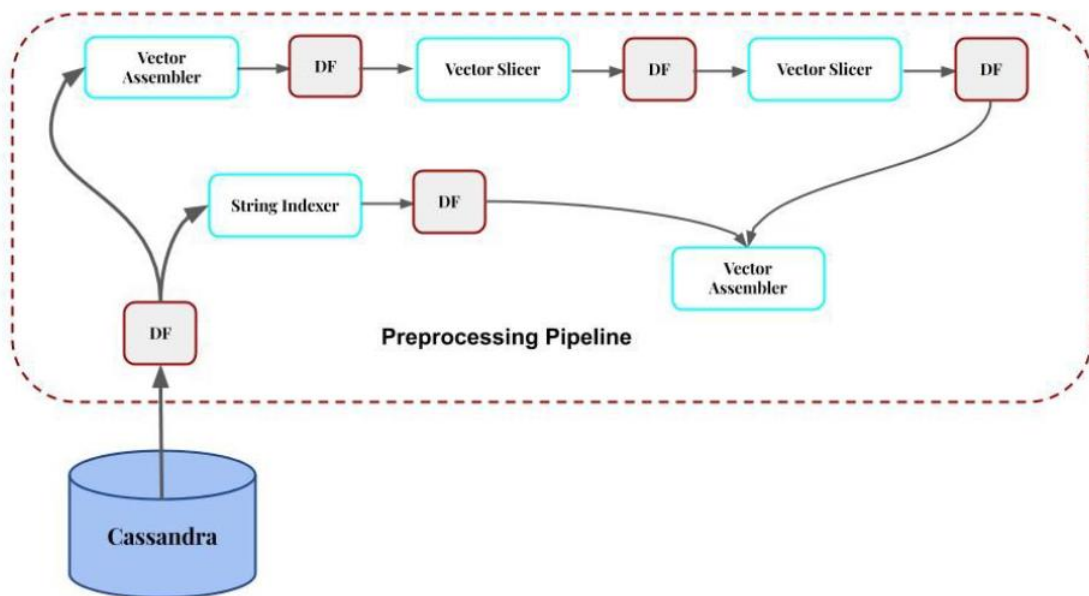 Vector
Assembler
DF
Vector Slicer
DF
Vector Slicer
DF
String Indexer
DF
Vector
Assembler
DF
Preprocessing Pipeline
Cassandra